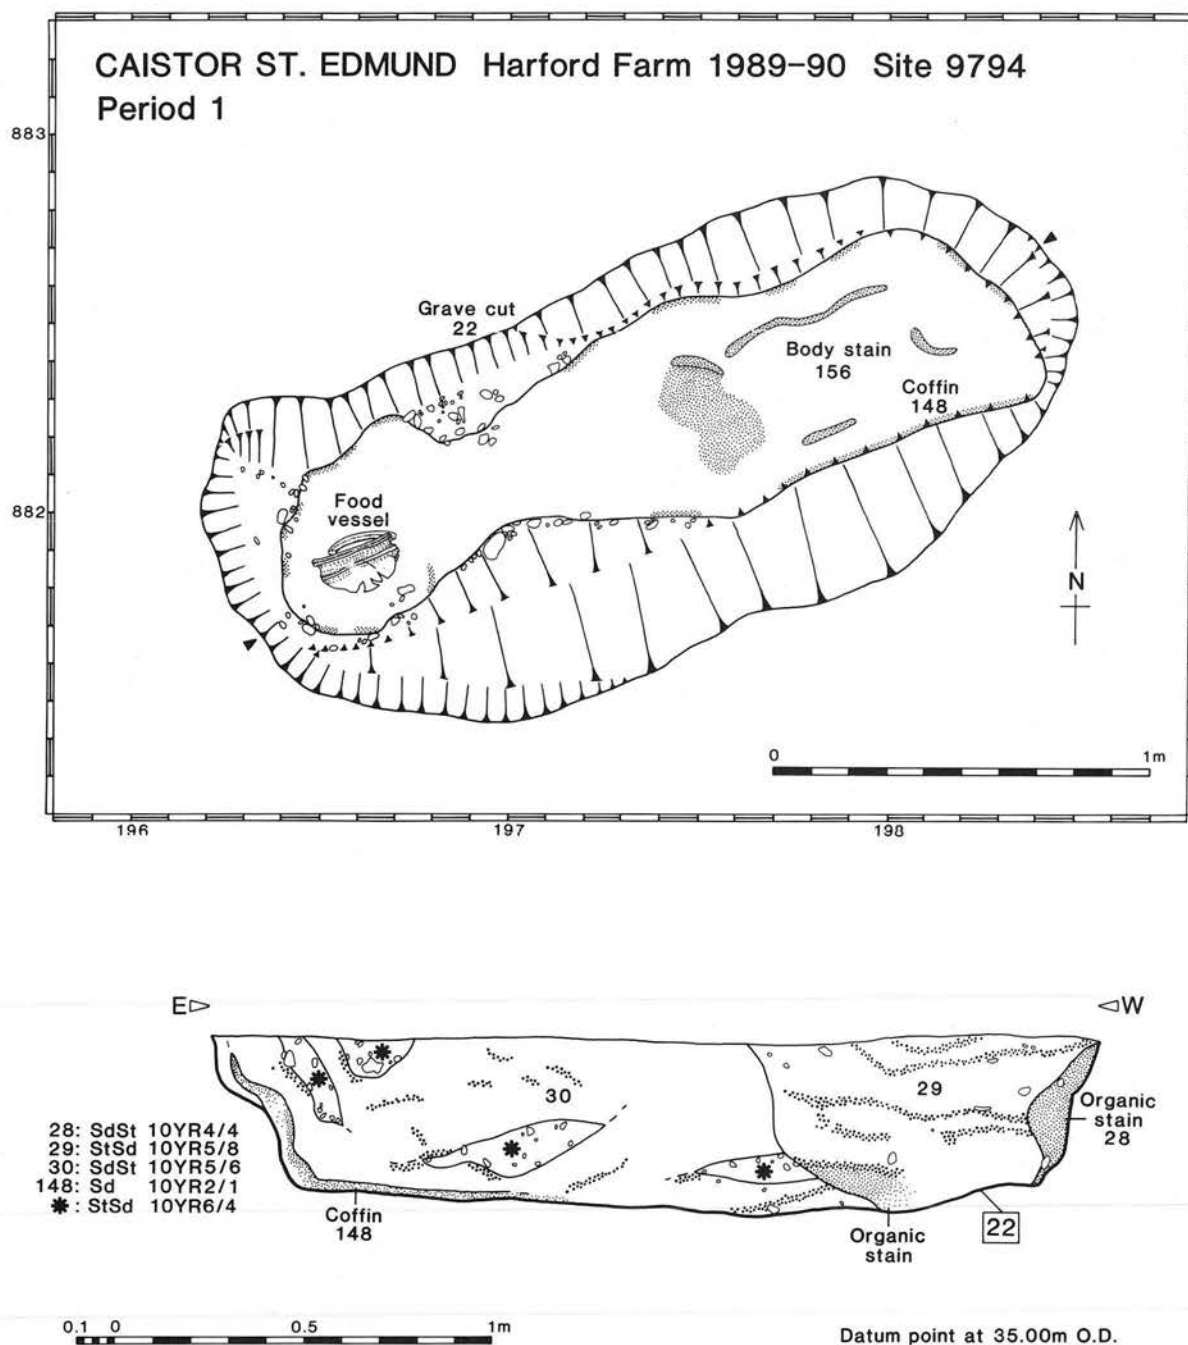 CAISTOR ST. EDMUND Harford Farm 1989-90 Site 9794
Period 1
883
Grave cut
22
Body stain
156
Coffin
148
882
Food
vessel
N
0
1m
196
197
198
E
W
30
29
Organic
stain
28
28: SdSt 10YR4/4
29: StSd 10YR5/8
30: SdSt 10YR5/6
148: Sd 10YR2/1
✱: StSd 10YR6/4
Coffin
148
Organic
stain
22
0.1 0 0.5 1m
Datum point at 35.00m O.D.